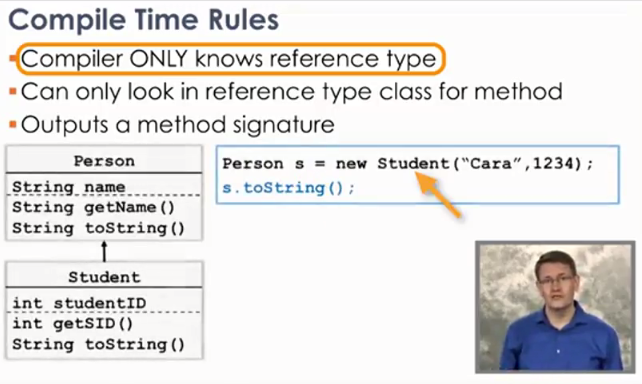 Compile Time Rules
Compiler ONLY knows reference type
Can only look in reference type class for method
Outputs a method signature
Person
String name
String getName()
String toString()
Student
int studentID
int getSID()
String toString()
Person s = new Student("Cara",1234);
s.toString();